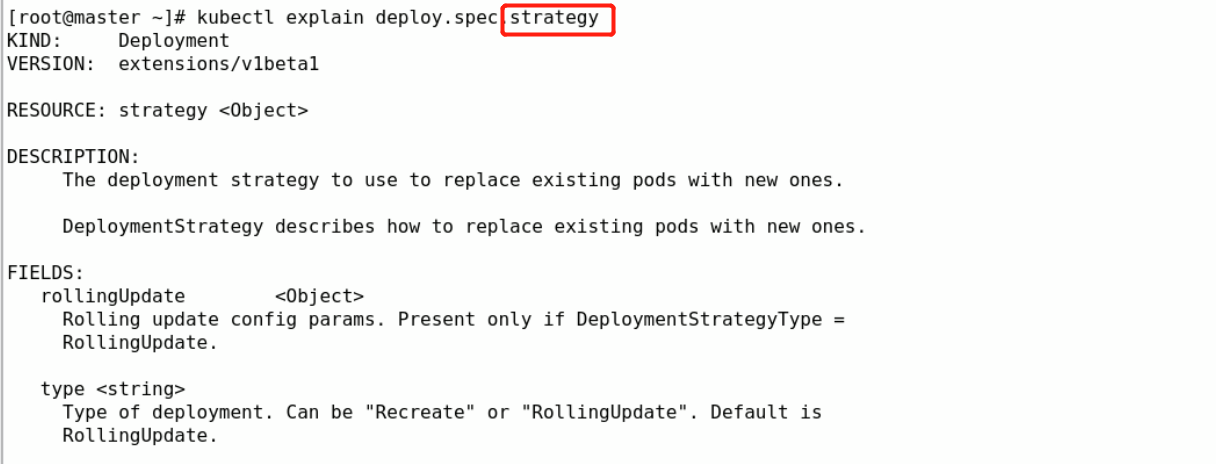 [root@master ~]# kubectl explain deploy.spec.strategy
KIND:     Deployment
VERSION:  extensions/v1beta1
RESOURCE: strategy <Object>
DESCRIPTION:
The deployment strategy to use to replace existing pods with new ones.
DeploymentStrategy describes how to replace existing pods with new ones.
FIELDS:
rollingUpdate        <Object>
Rolling update config params. Present only if DeploymentStrategyType =
RollingUpdate.
type <string>
Type of deployment. Can be "Recreate" or "RollingUpdate". Default is
RollingUpdate.